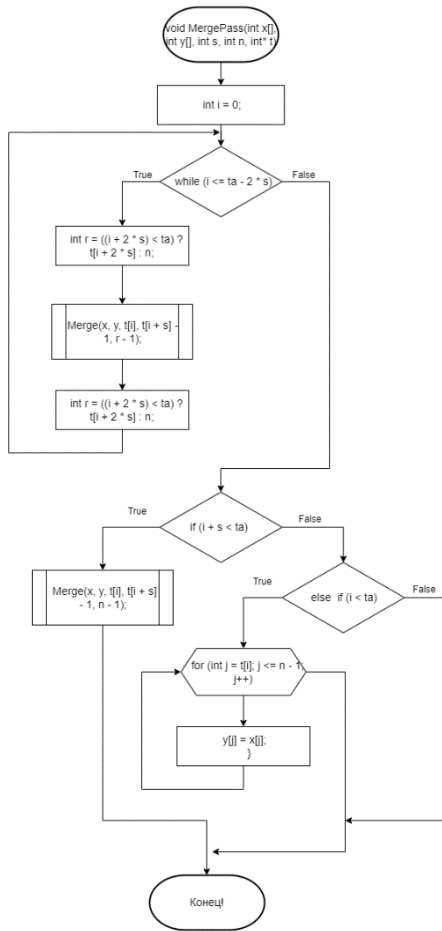 void MergePass(int x[],
int y[], int s, int n, int* t)
int i = 0;
while (i <= ta - 2 * s)
True
False
int r = ((i + 2 * s) < ta) ?
t[i + 2 * s] : n;
Merge(x, y, t[i], t[i + s] -
1, r - 1);
int r = ((i + 2 * s) < ta) ?
t[i + 2 * s] : n;
if (i + s < ta)
True
False
Merge(x, y, t[i], t[i + s]
- 1, n - 1);
else if (i < ta)
True
False
for (int j = t[i]; j <= n - 1;
j++)
y[j] = x[j];
}
Конец!